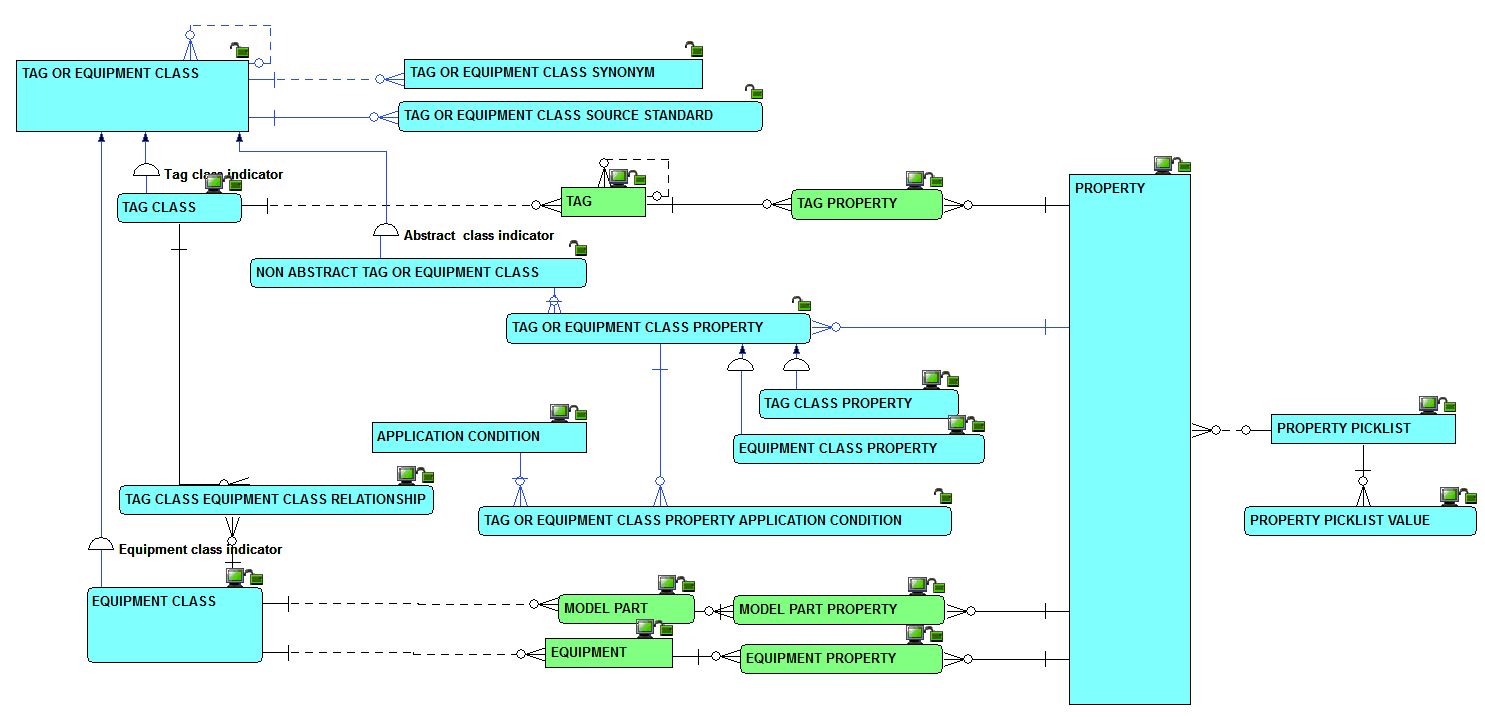 TAG OR EQUIPMENT CLASS
TAG OR EQUIPMENT CLASS SYNONYM
TAG OR EQUIPMENT CLASS SOURCE STANDARD
Tag class indicator
TAG CLASS
TAG
TAG PROPERTY
PROPERTY
Abstract class indicator
NON ABSTRACT TAG OR EQUIPMENT CLASS
TAG OR EQUIPMENT CLASS PROPERTY
TAG CLASS PROPERTY
APPLICATION CONDITION
EQUIPMENT CLASS PROPERTY
PROPERTY PICKLIST
TAG CLASS EQUIPMENT CLASS RELATIONSHIP
TAG OR EQUIPMENT CLASS PROPERTY APPLICATION CONDITION
PROPERTY PICKLIST VALUE
Equipment class indicator
EQUIPMENT CLASS
MODEL PART
MODEL PART PROPERTY
EQUIPMENT
EQUIPMENT PROPERTY